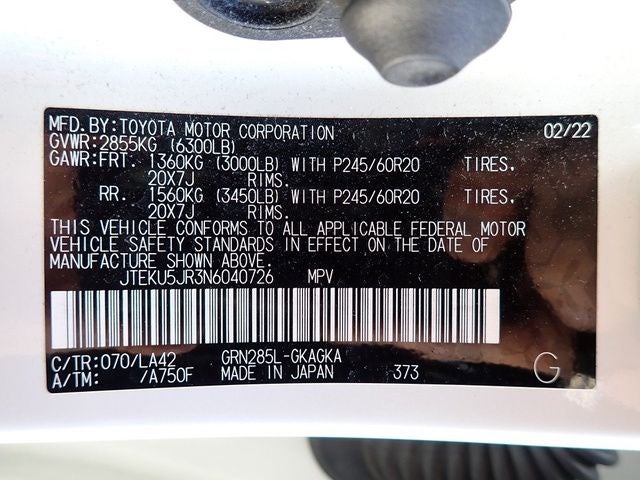 MFD.BY:TOYOTA MOTOR CORPORATION 02/22
GVWR:2855KG (6300LB)
GAWR:FRT. 1360KG (3000LB) WITH P245/60R20 TIRES.
20X7J RIMS.
RR. 1560KG (3450LB) WITH P245/60R20 TIRES.
20X7J RIMS.
THIS VEHICLE CONFORMS TO ALL APPLICABLE FEDERAL MOTOR
VEHICLE SAFETY STANDARDS IN EFFECT ON THE DATE OF
MANUFACTURE SHOWN ABOVE.
JTEKU5JR3N6040726 MPV
C/TR:070/LA42 GRN285L-GKAGKA
A/TM: /A750F MADE IN JAPAN 373 G